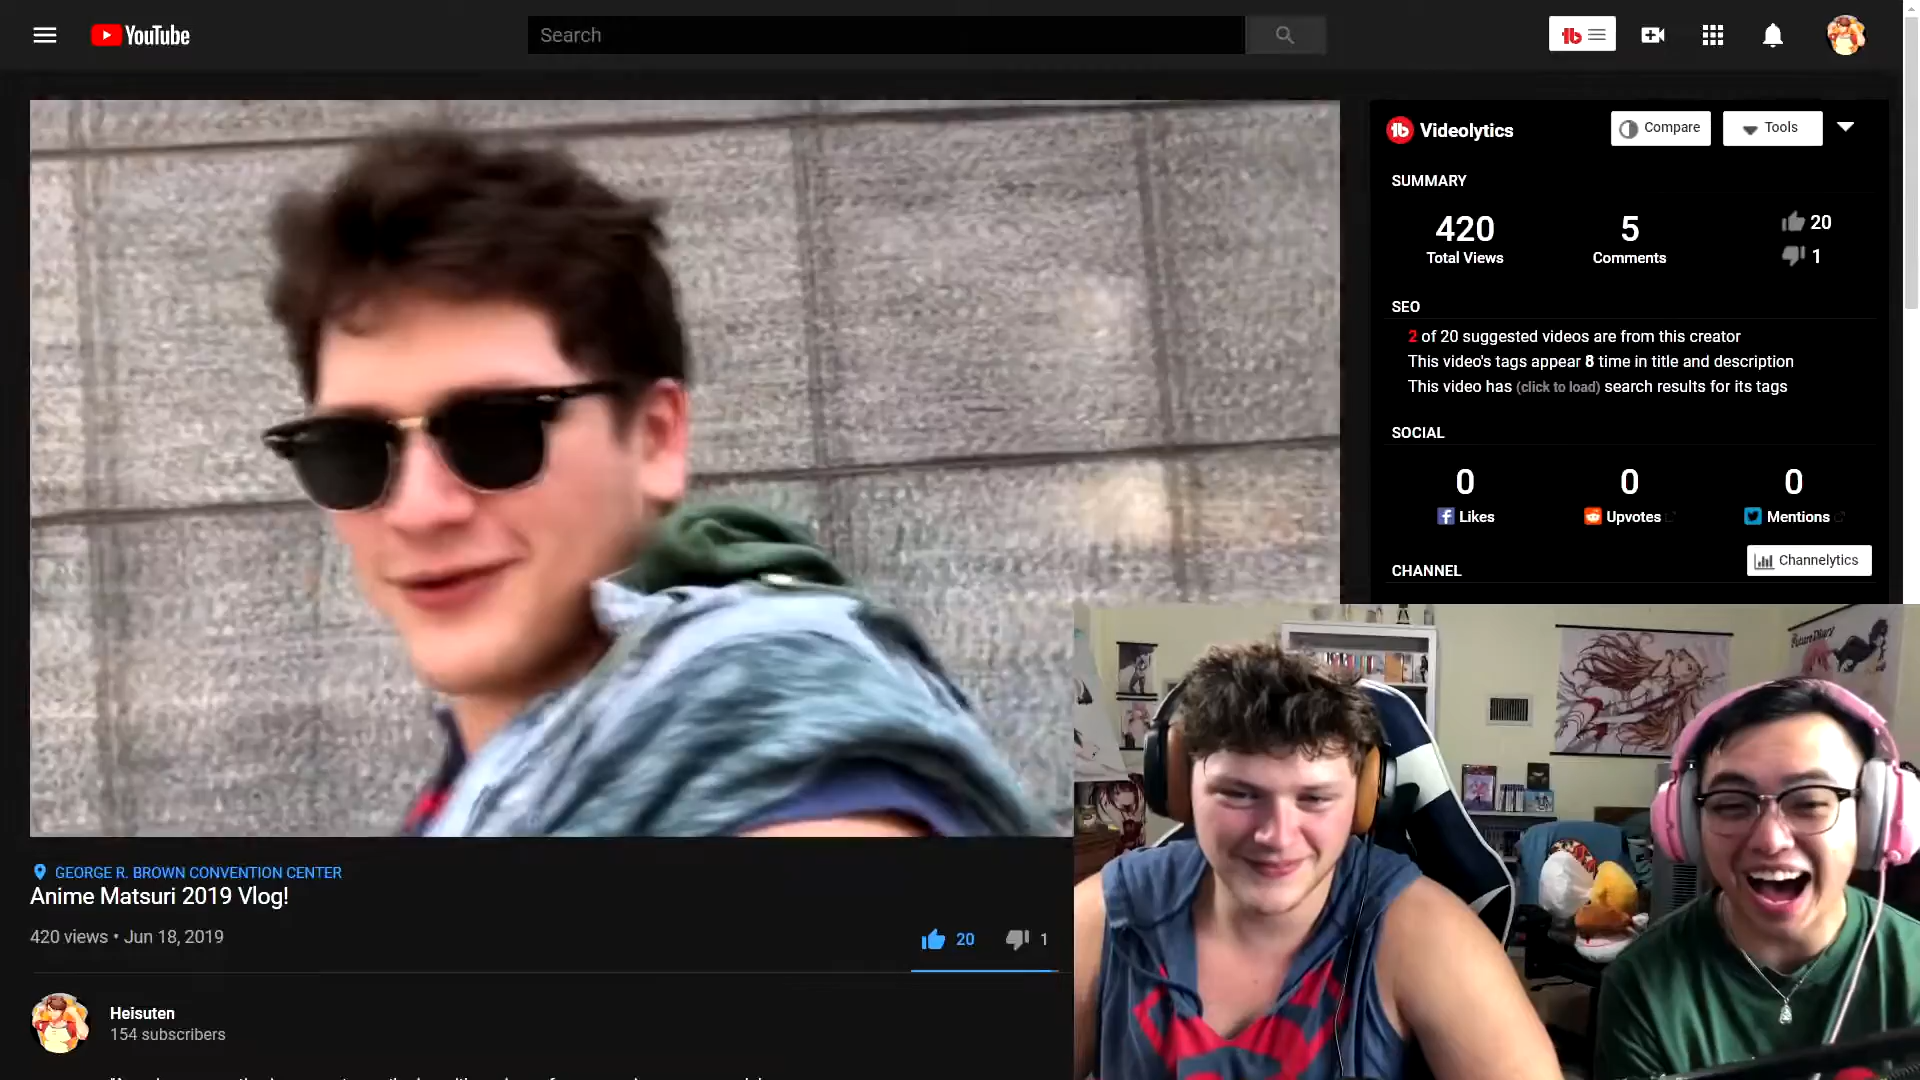 YouTube
Search
Videolytics
Compare
Tools
SUMMARY
420
Total Views
5
Comments
20
1
SEO
2 of 20 suggested videos are from this creator
This video's tags appear 8 time in title and description
This video has (click to load) search results for its tags
SOCIAL
0
Likes
0
Upvotes
0
Mentions
CHANNEL
Channelytics
GEORGE R. BROWN CONVENTION CENTER
Anime Matsuri 2019 Vlog!
420 views • Jun 18, 2019
20
1
Heisuten
154 subscribers
Future Diary